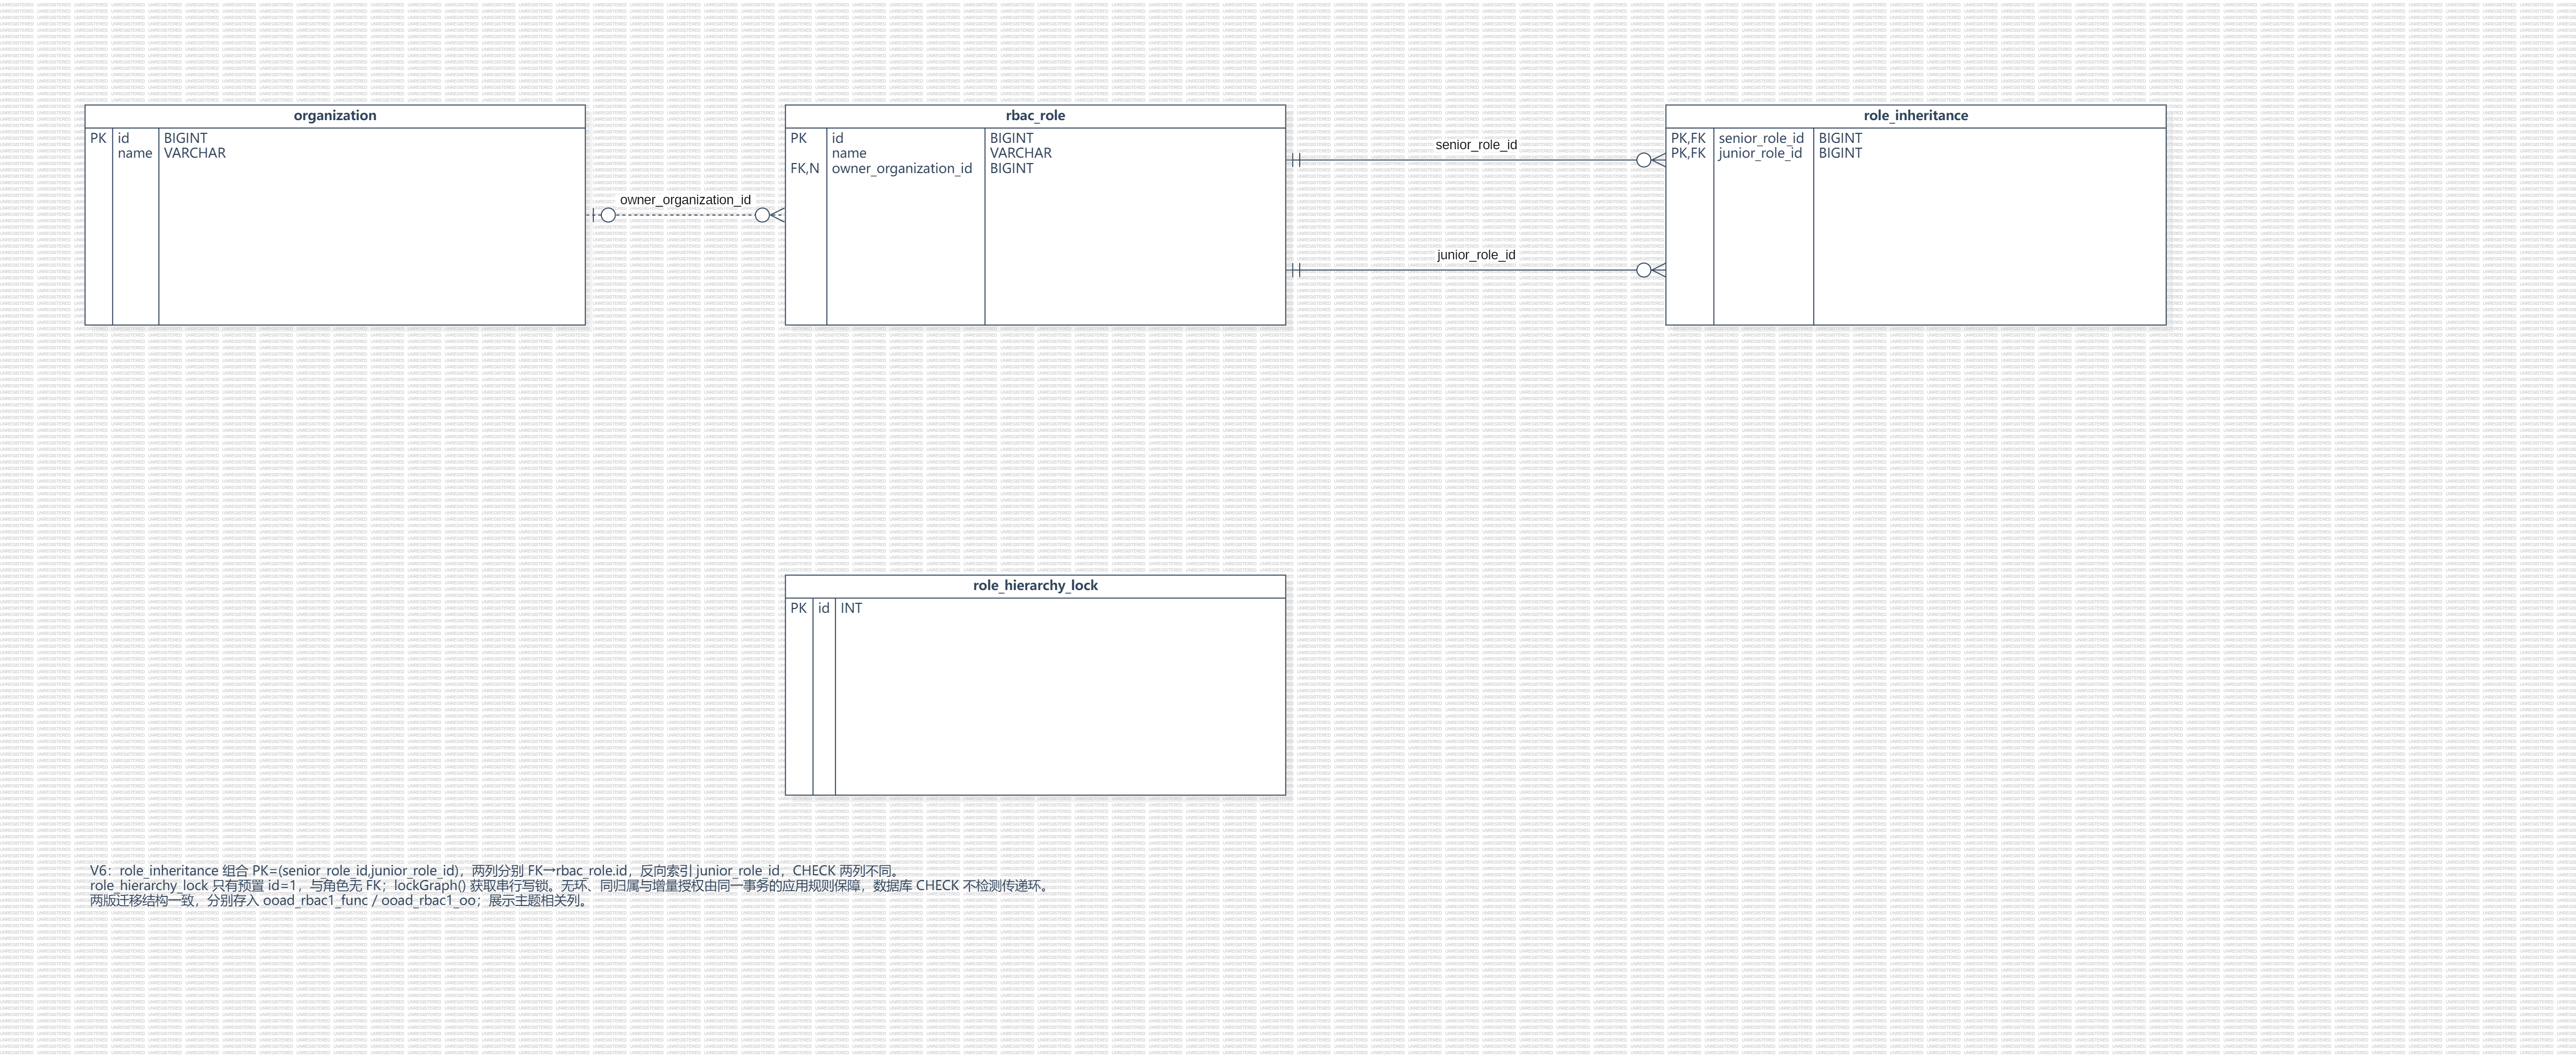 organization
PK id BIGINT
name VARCHAR
owner_organization_id
rbac_role
PK id BIGINT
name VARCHAR
FK,N owner_organization_id BIGINT
senior_role_id
junior_role_id
role_inheritance
PK,FK senior_role_id BIGINT
PK,FK junior_role_id BIGINT
role_hierarchy_lock
PK id INT
V6：role_inheritance 组合 PK=(senior_role_id,junior_role_id)，两列分别 FK→rbac_role.id，反向索引 junior_role_id，CHECK 两列不同。
role_hierarchy_lock 只有预置 id=1，与角色无 FK；lockGraph() 获取串行写锁。无环、同归属与增量授权由同一事务的应用规则保障，数据库 CHECK 不检测传递环。
两版迁移结构一致，分别存入 ooad_rbac1_func / ooad_rbac1_oo；展示主题相关列。
UNREGISTERED